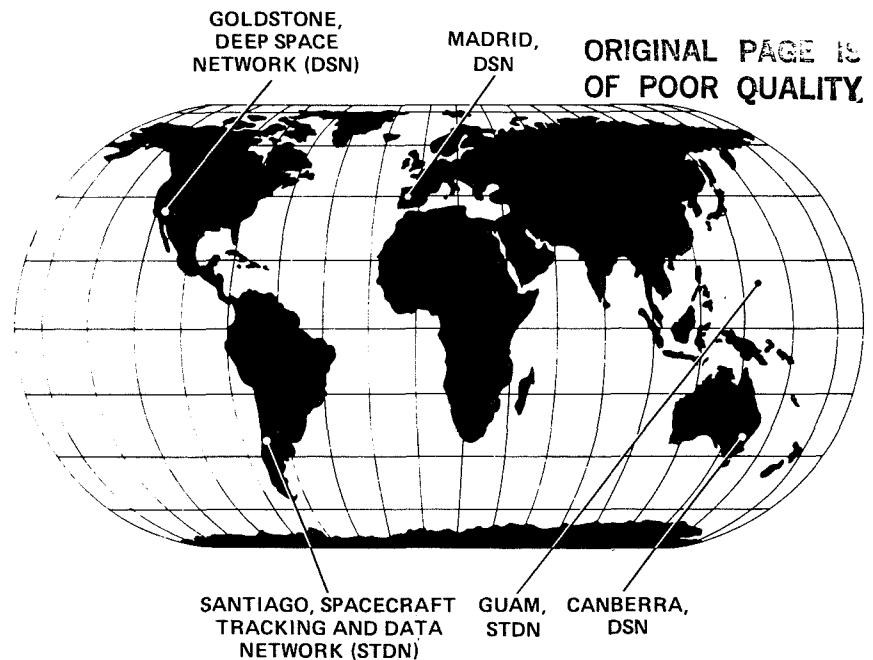 GOLDSTONE,
DEEP SPACE
NETWORK (DSN)
MADRID,
DSN
ORIGINAL PAGE IS
OF POOR QUALITY
SANTIAGO, SPACECRAFT
TRACKING AND DATA
NETWORK (STDN)
GUAM,
STDN
CANBERRA,
DSN